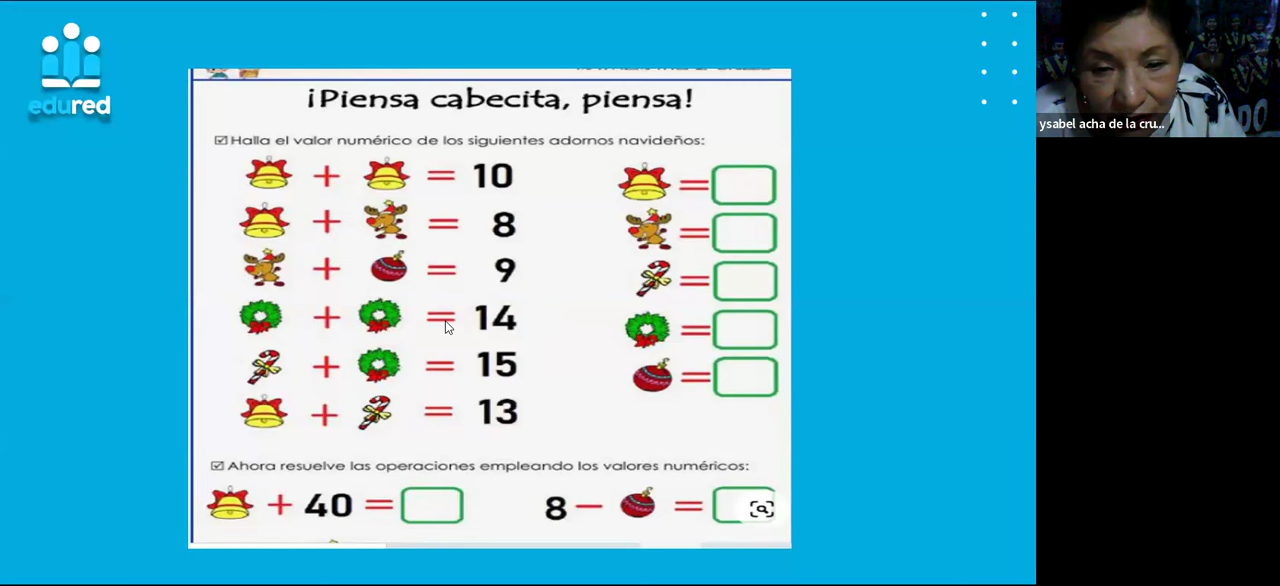 edured
¡Piensa cabecita, piensa!
Halla el valor numérico de los siguientes adornos navideños:
+ = 10
=
+ = 8
=
+ = 9
=
+ = 14
=
+ = 15
=
+ = 13
Ahora resuelve las operaciones empleando los valores numéricos:
+ 40 =
8 - =
ysabel acha de la cru...
DO